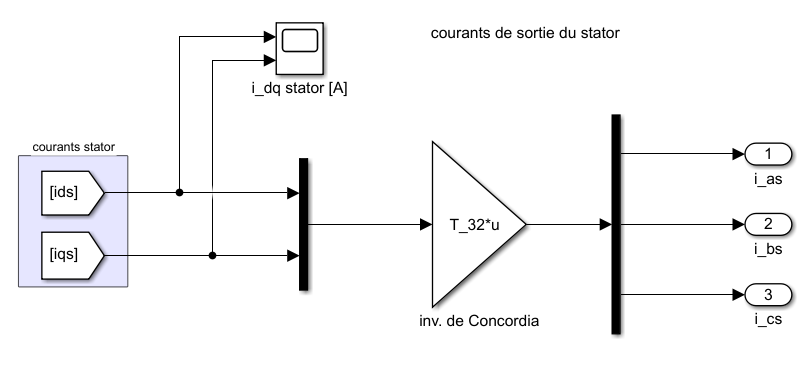 courants de sortie du stator
i_dq stator [A]
courants stator
[ids]
[iqs]
T_32*u
inv. de Concordia
1
i_as
2
i_bs
3
i_cs